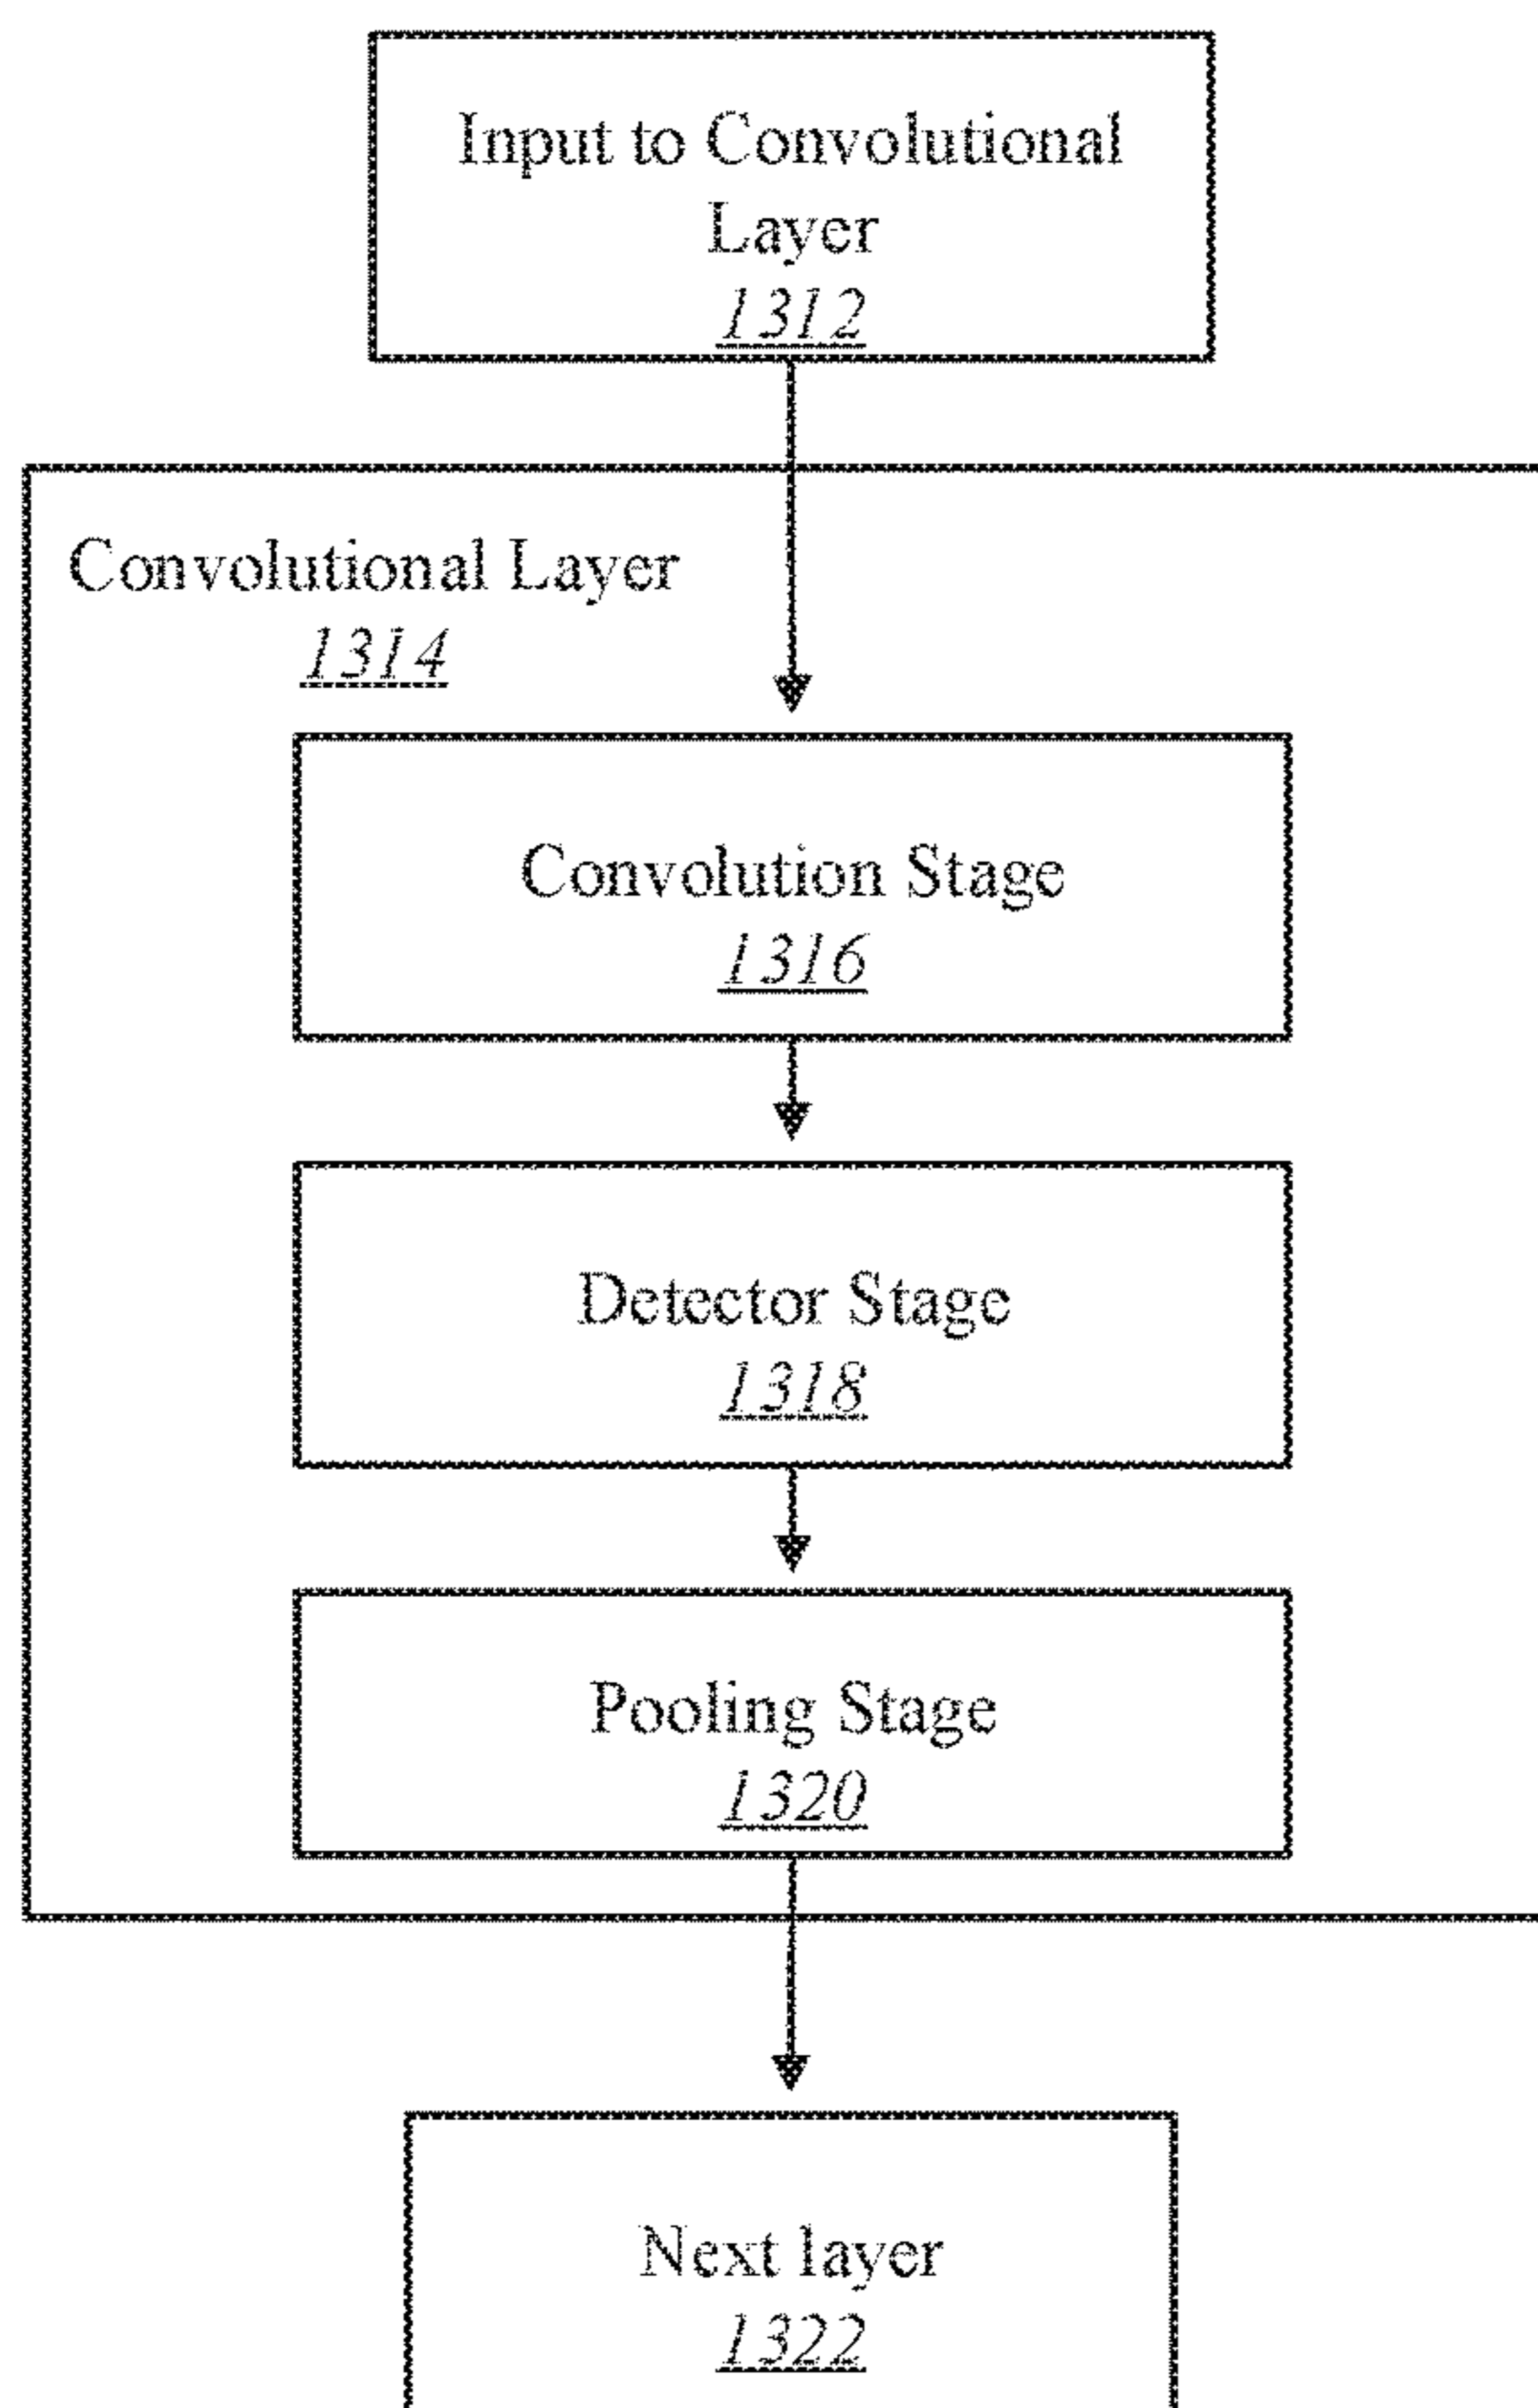 Input to Convolutional
Layer
1312
Convolutional Layer
1314
Convolution Stage
1316
Detector Stage
1318
Pooling Stage
1320
Next layer
1322